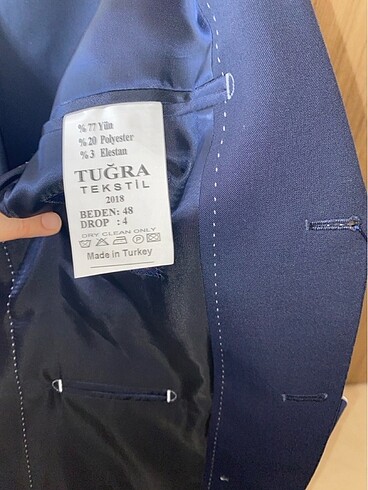 % 77 Yün
% 20 Polyester
% 3 Elestan
TUĞRA
TEKSTİL
2018
BEDEN: 48
DROP : 4
DRY CLEAN ONLY
Made in Turkey